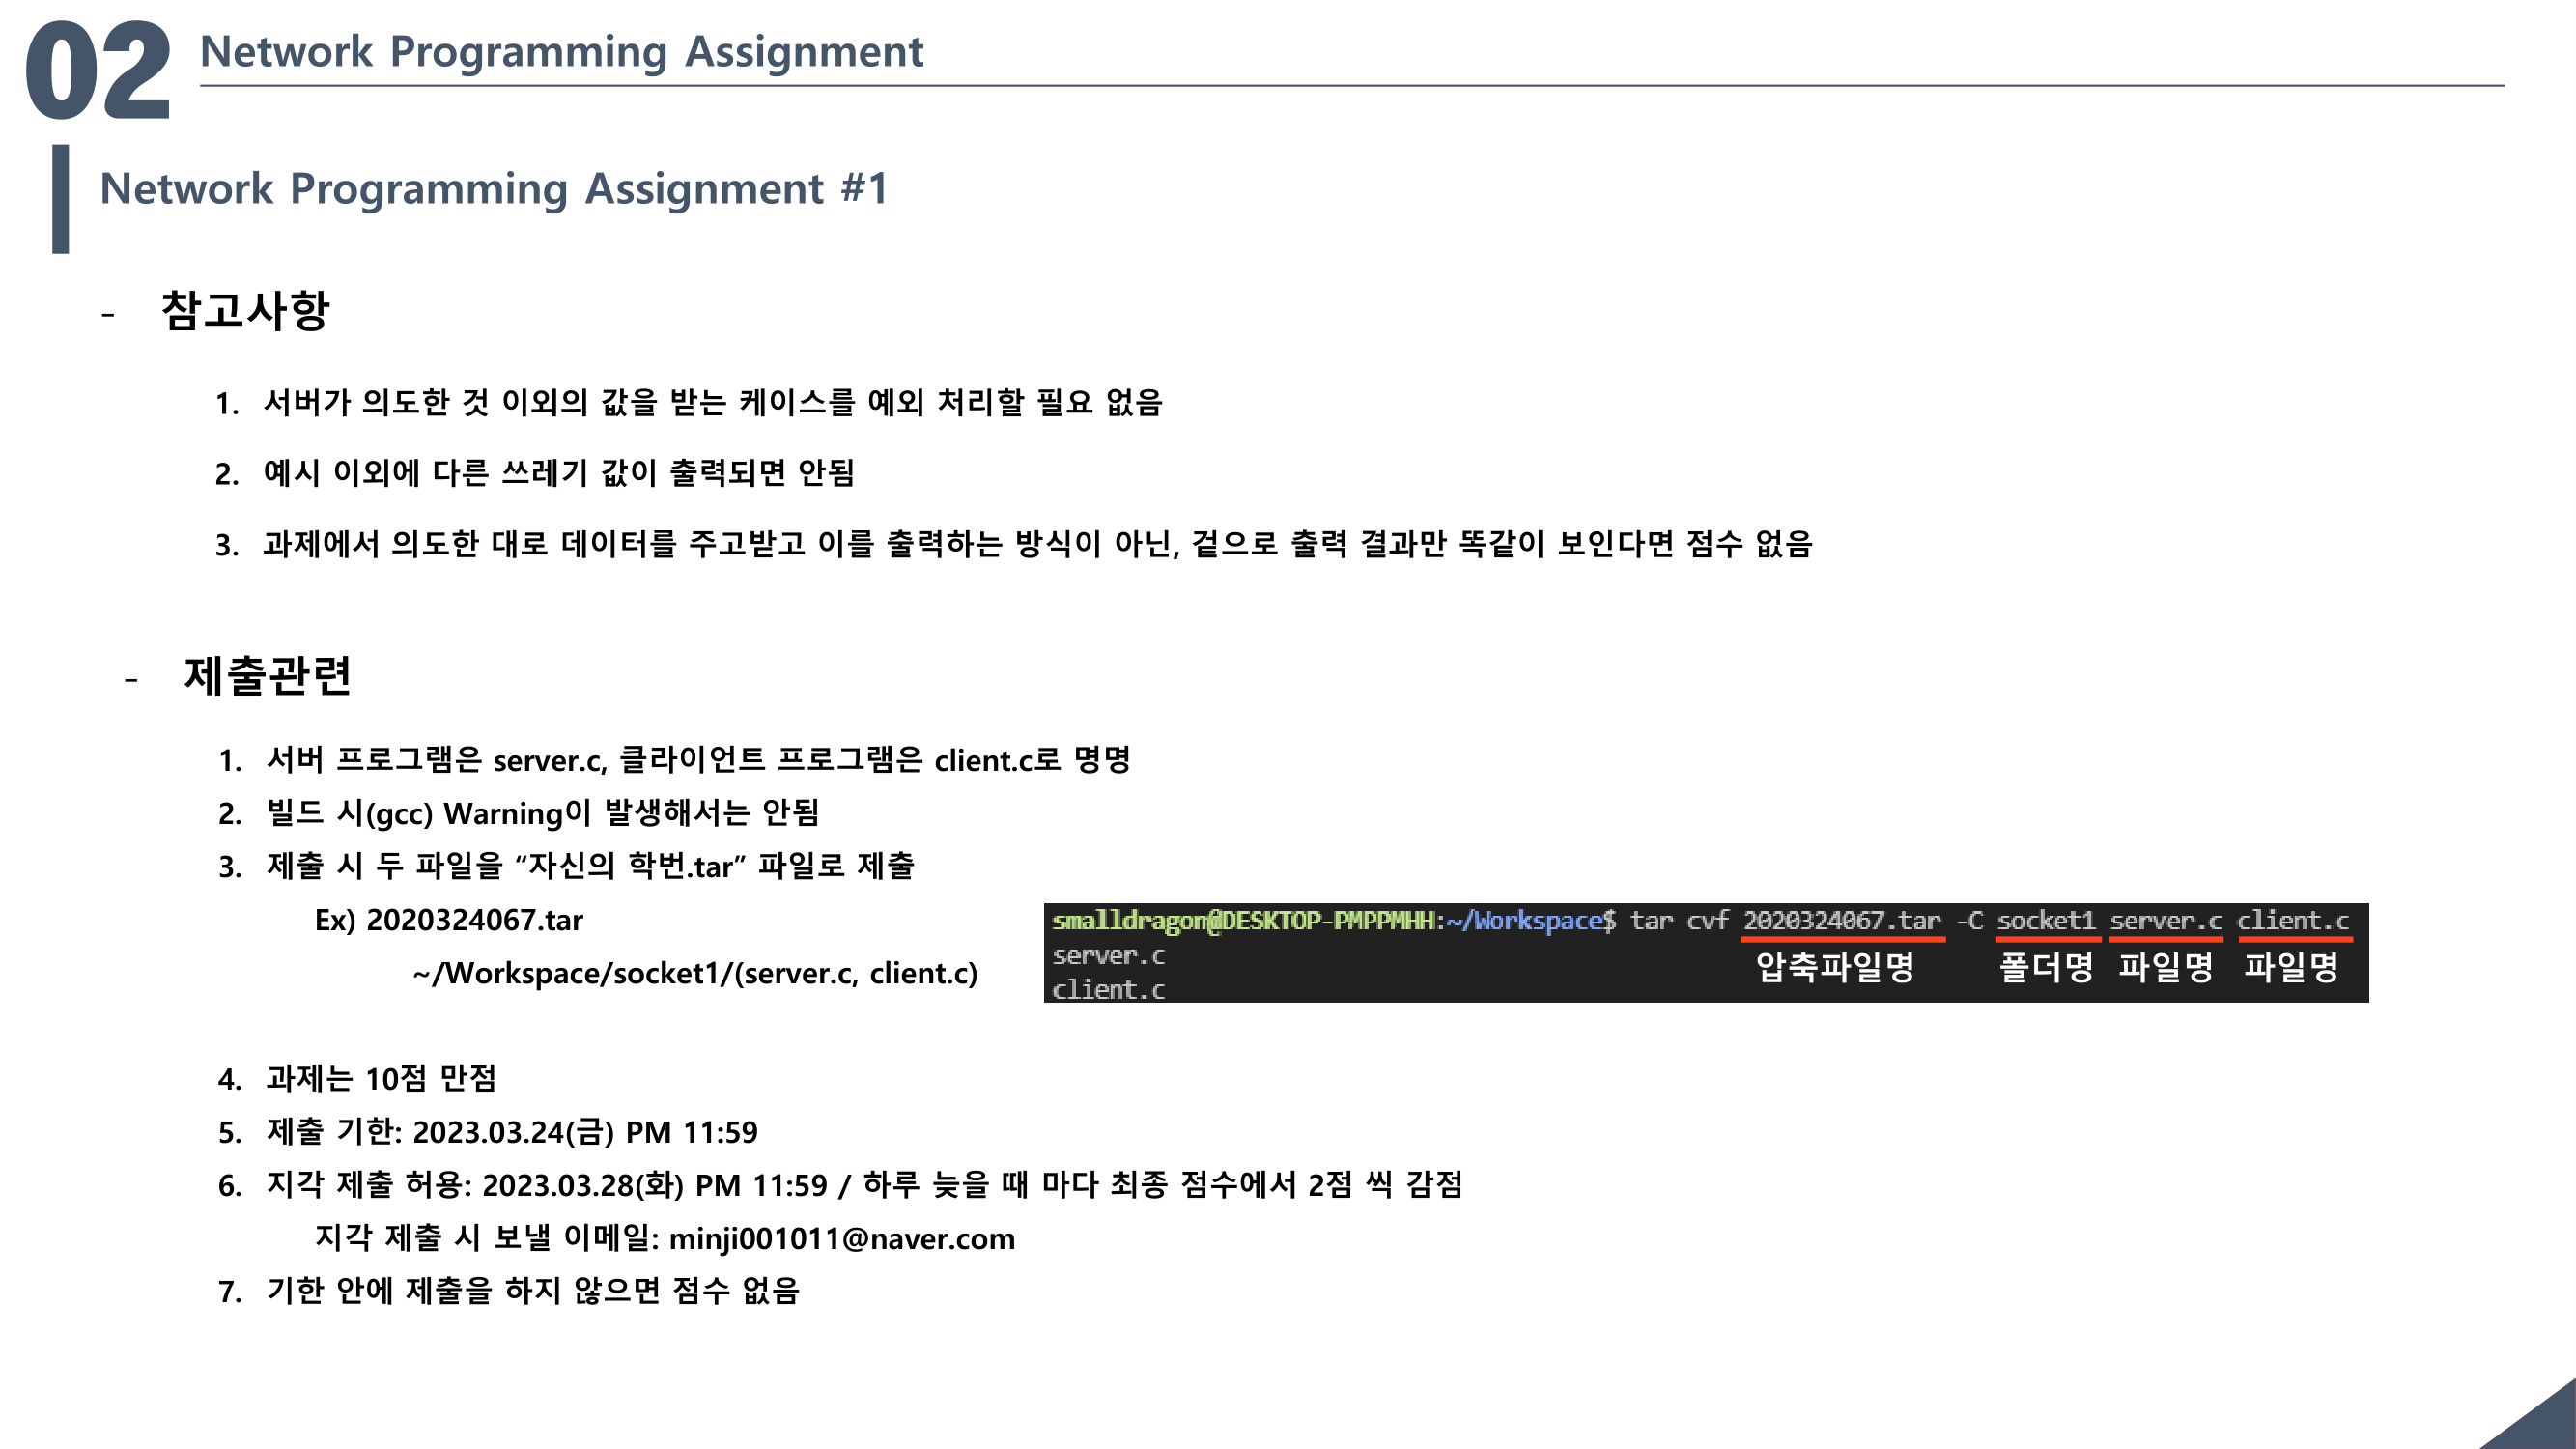 02
Network Programming Assignment
Network Programming Assignment #1
- 참고사항
1. 서버가 의도한 것 이외의 값을 받는 케이스를 예외 처리할 필요 없음
2. 예시 이외에 다른 쓰레기 값이 출력되면 안됨
3. 과제에서 의도한 대로 데이터를 주고받고 이를 출력하는 방식이 아닌, 겉으로 출력 결과만 똑같이 보인다면 점수 없음
- 제출관련
1. 서버 프로그램은 server.c, 클라이언트 프로그램은 client.c로 명명
2. 빌드 시(gcc) Warning이 발생해서는 안됨
3. 제출 시 두 파일을 “자신의 학번.tar” 파일로 제출
Ex) 2020324067.tar
~/Workspace/socket1/(server.c, client.c)
smalldragon@DESKTOP-PMPPMHH:~/Workspace$ tar cvf 2020324067.tar -C socket1 server.c client.c
server.c
압축파일명 폴더명 파일명 파일명
client.c
4. 과제는 10점 만점
5. 제출 기한: 2023.03.24(금) PM 11:59
6. 지각 제출 허용: 2023.03.28(화) PM 11:59 / 하루 늦을 때 마다 최종 점수에서 2점 씩 감점
지각 제출 시 보낼 이메일: minji001011@naver.com
7. 기한 안에 제출을 하지 않으면 점수 없음